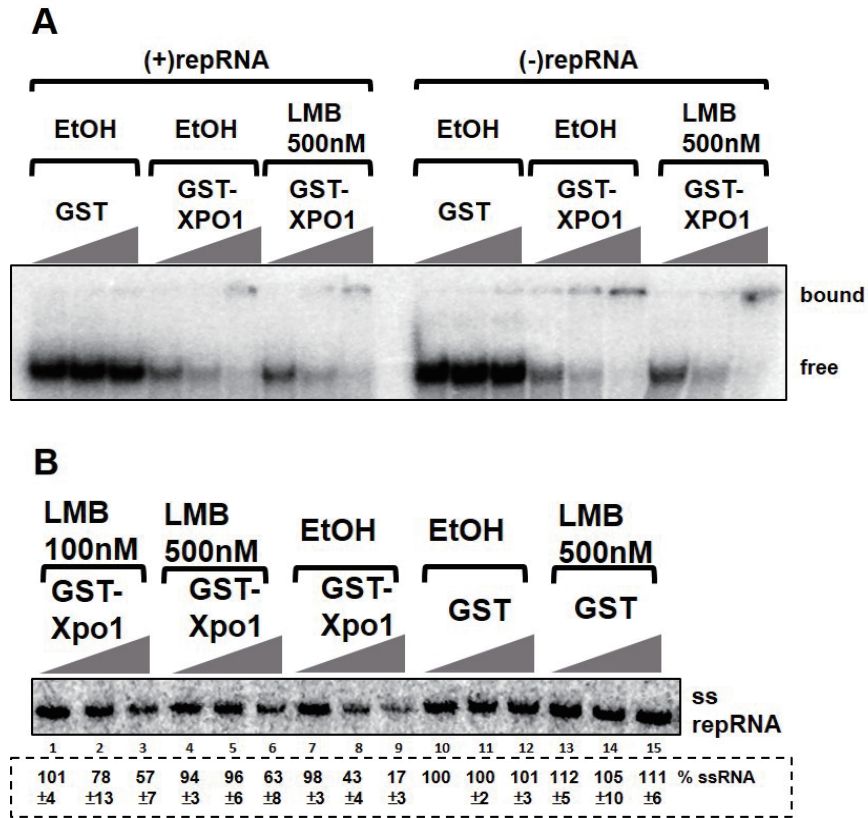 A
(+)repRNA (-)repRNA
EtOH EtOH LMB 500nM EtOH EtOH LMB 500nM
GST GST-XPO1 GST-XPO1 GST GST-XPO1 GST-XPO1
bound
free
B
LMB 100nM LMB 500nM EtOH EtOH LMB 500nM
GST-Xpo1 GST-Xpo1 GST-Xpo1 GST GST
ss repRNA
1 2 3 4 5 6 7 8 9 10 11 12 13 14 15
101 78 57 94 96 63 98 43 17 100 100 101 112 105 111 % ssRNA
±4 ±13 ±7 ±3 ±6 ±8 ±3 ±4 ±3 ±2 ±3 ±5 ±10 ±6